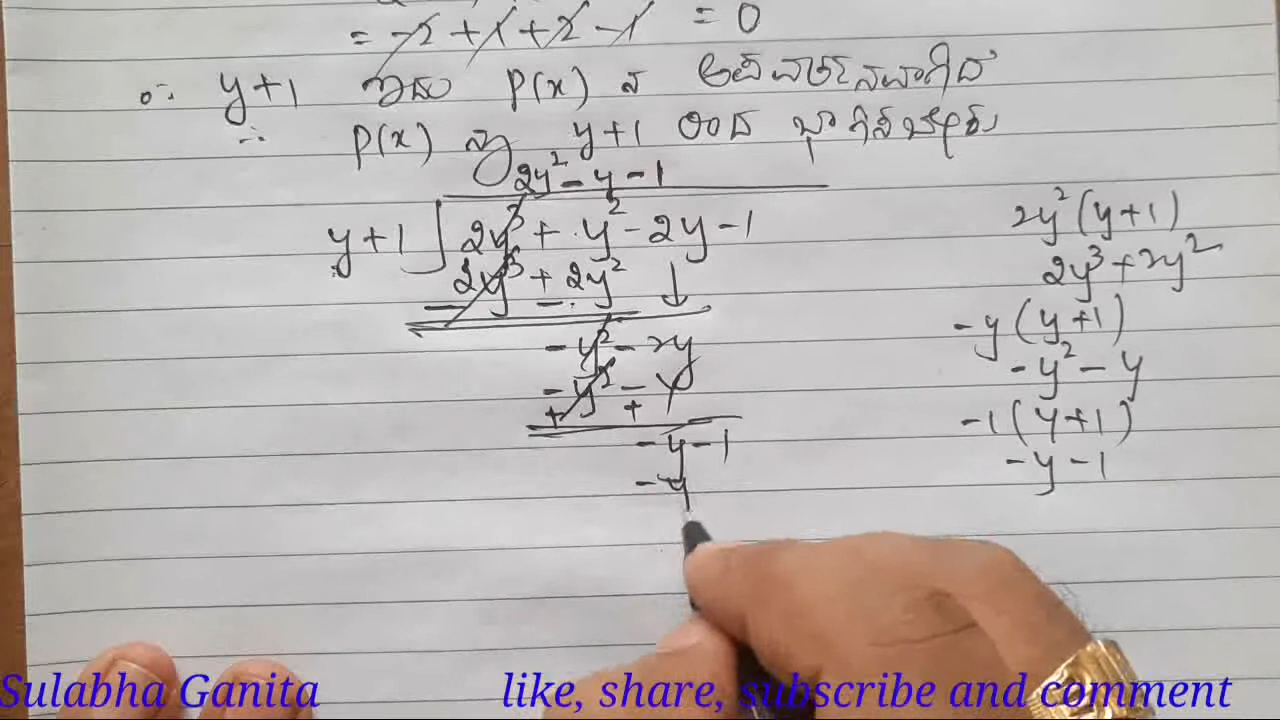 = -2 + 1 + 2 - 1 = 0
∴ y+1 ಇದು P(x) ನ ಅಪವರ್ತನವಾಗಿದೆ
∴ P(x) ನ್ನು y+1 ರಿಂದ ಭಾಗಿಸಬೇಕು
2y² - y - 1
y+1 2y³ + y² - 2y - 1
2y³ + 2y²
- -
-y² - 2y
-y² - y
+ +
-y - 1
-y
2y² (y+1)
2y³ + 2y²
-y (y+1)
-y² - y
-1 (y+1)
-y - 1
Sulabha Ganita like, share, subscribe and comment